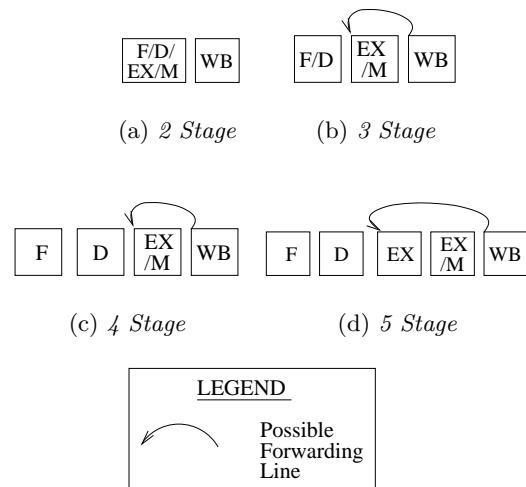 F/D/
EX/M
WB
F/D
EX
/M
WB
(a) 2 Stage
(b) 3 Stage
F
D
EX
/M
WB
F
D
EX
EX
/M
WB
(c) 4 Stage
(d) 5 Stage
LEGEND
Possible
Forwarding
Line